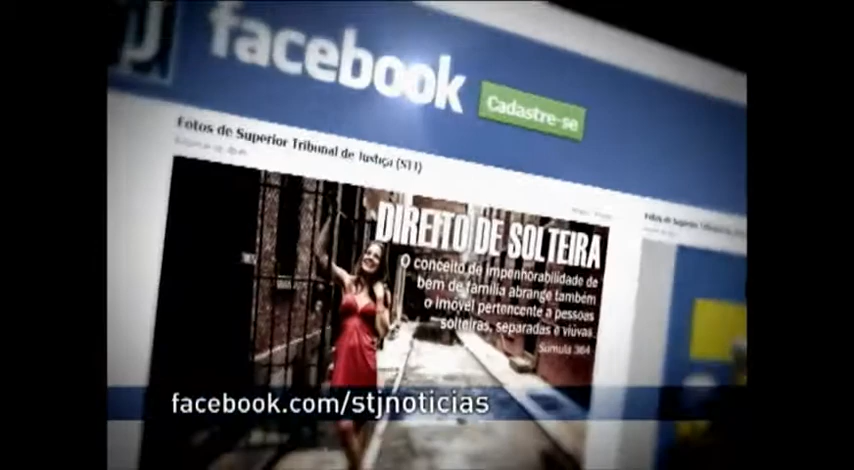 facebook
Cadastre-se
Fotos de Superior Tribunal de Justiça (STJ)
DIREITO DE SOLTEIRA
O conceito de impenhorabilidade de
bem de família abrange também
o imóvel pertencente a pessoas
solteiras, separadas e viúvas.
Súmula 364
facebook.com/stjnoticias